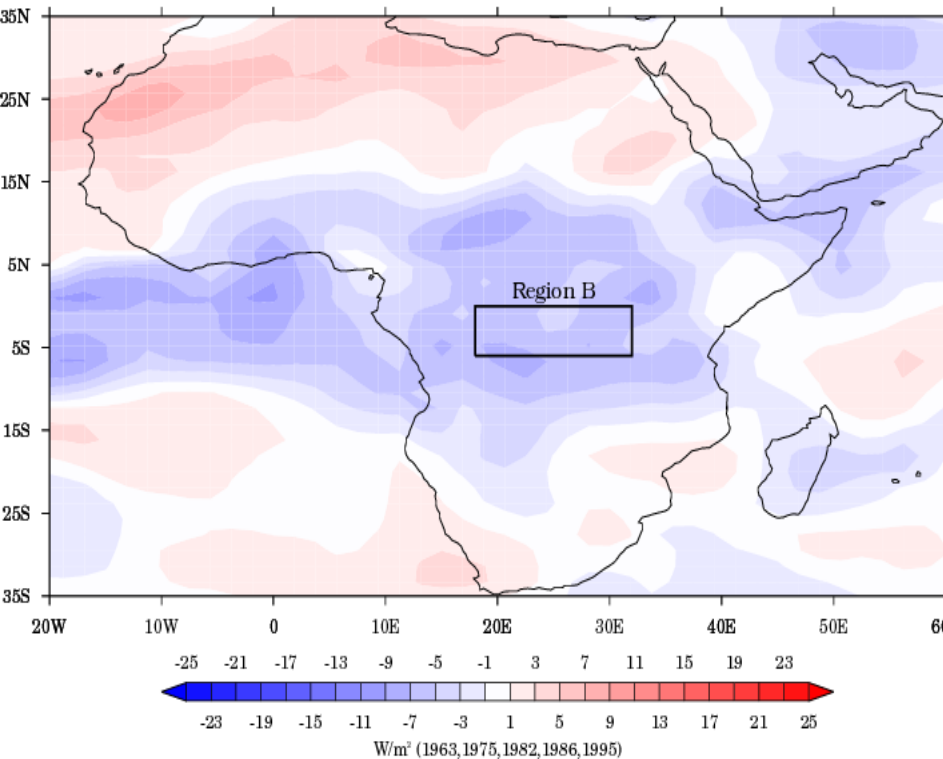 35N
25N
15N
5N
5S
15S
25S
35S
Region B
20W 10W 0 10E 20E 30E 40E 50E 60
-25 -21 -17 -13 -9 -5 -1 3 7 11 15 19 23
-23 -19 -15 -11 -7 -3 1 5 9 13 17 21 25
W/m² (1963,1975,1982,1986,1995)